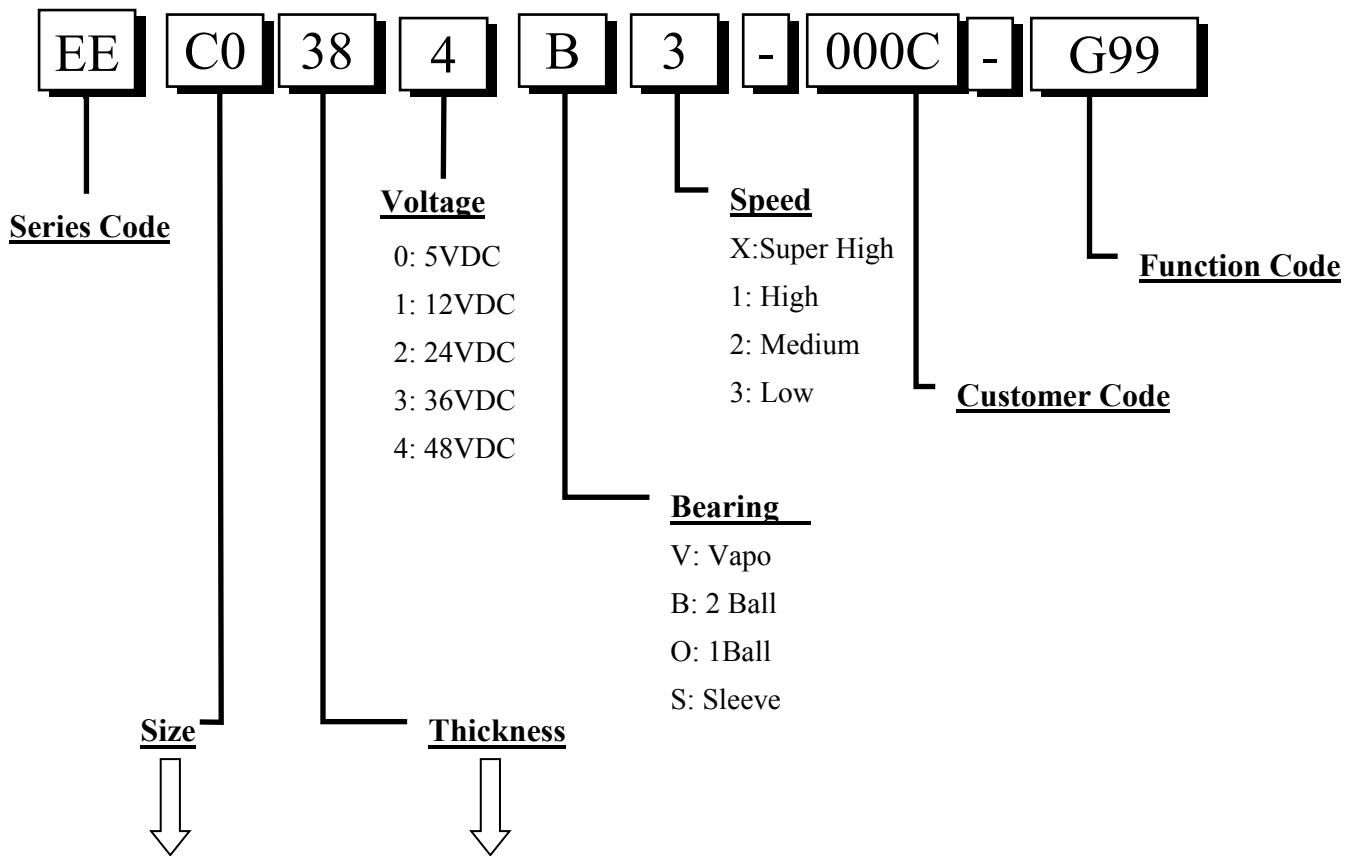 EE C0 38 4 B 3 - 000C - G99
Series Code
Voltage
0: 5VDC
1: 12VDC
2: 24VDC
3: 36VDC
4: 48VDC
Speed
X:Super High
1: High
2: Medium
3: Low
Function Code
Customer Code
Bearing
V: Vapo
B: 2 Ball
O: 1Ball
S: Sleeve
Size
Thickness